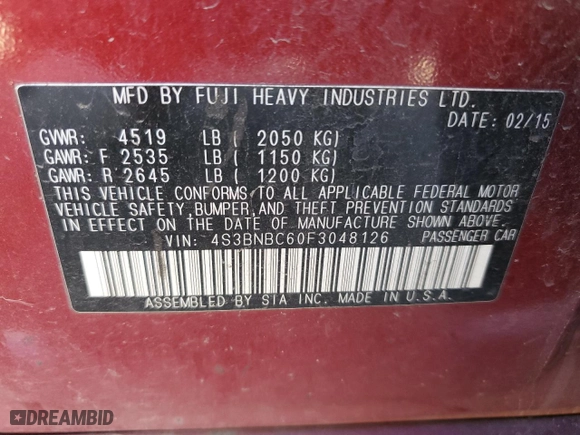 MFD BY FUJI HEAVY INDUSTRIES LTD.
DATE: 02/15
GVWR: 4519 LB ( 2050 KG)
GAWR: F 2535 LB ( 1150 KG)
GAWR: R 2645 LB ( 1200 KG)
THIS VEHICLE CONFORMS TO ALL APPLICABLE FEDERAL MOTOR
VEHICLE SAFETY, BUMPER, AND THEFT PREVENTION STANDARDS
IN EFFECT ON THE DATE OF MANUFACTURE SHOWN ABOVE.
VIN: 4S3BNBC60F3048126 PASSENGER CAR
ASSEMBLED BY SIA INC. MADE IN U.S.A.
DREAMBID